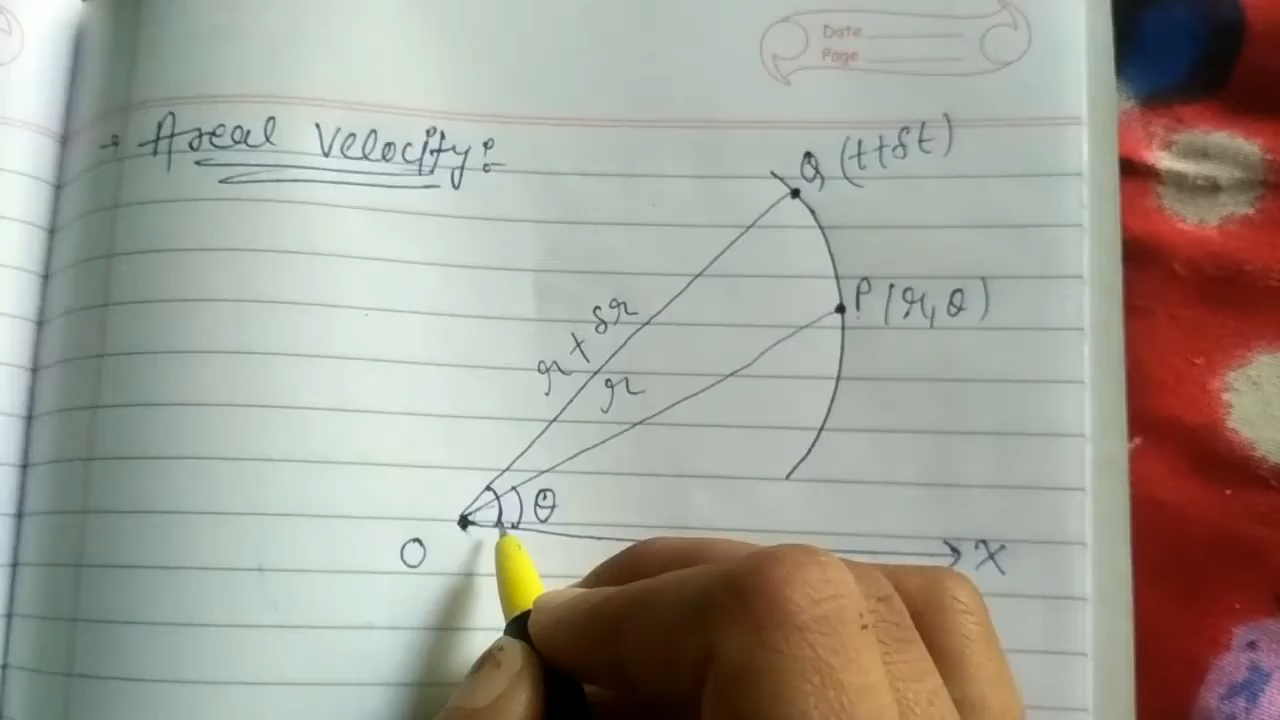 Date
Page
→ Areal Velocity:-
Q (t+δt)
P (r, θ)
r + δr
r
θ
O
X